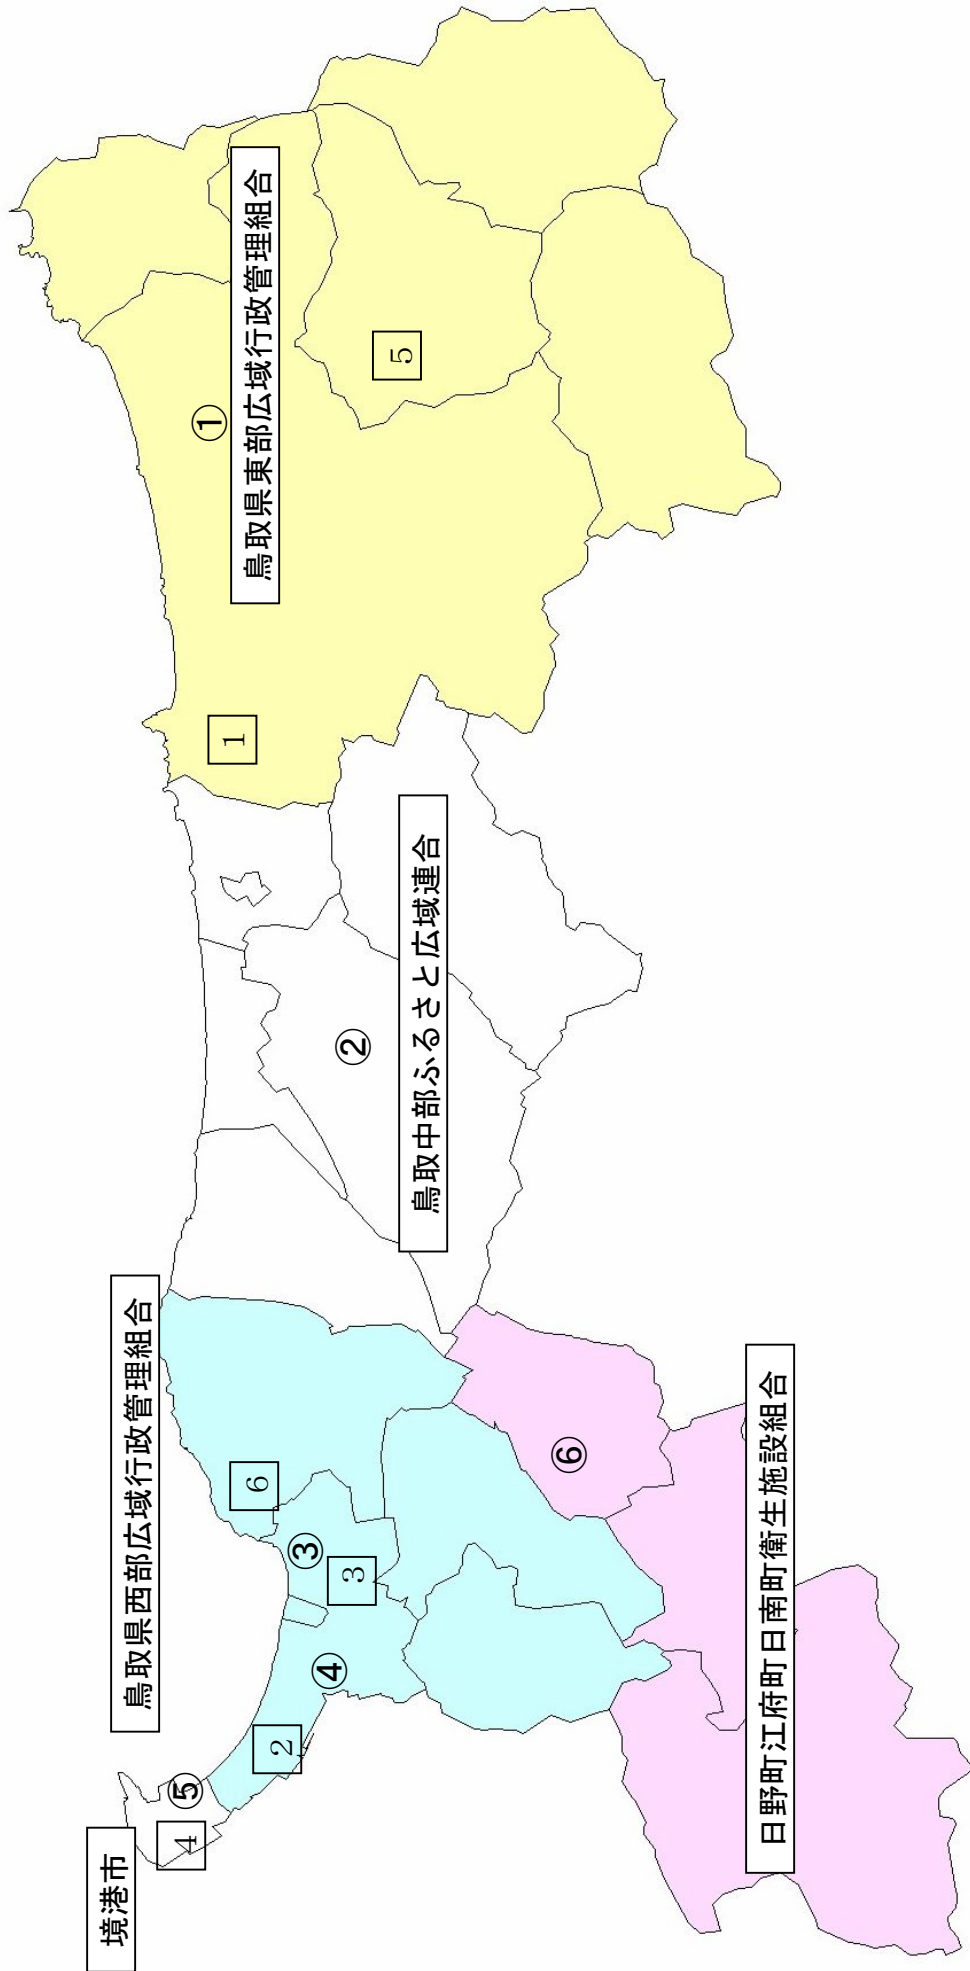 境港市
鳥取県西部広域行政管理組合
鳥取中部ふるさと広域連合
鳥取県東部広域行政管理組合
日野町江府町日南町衛生施設組合
4
⑤
2
④
3
③
6
⑥
②
1
①
5